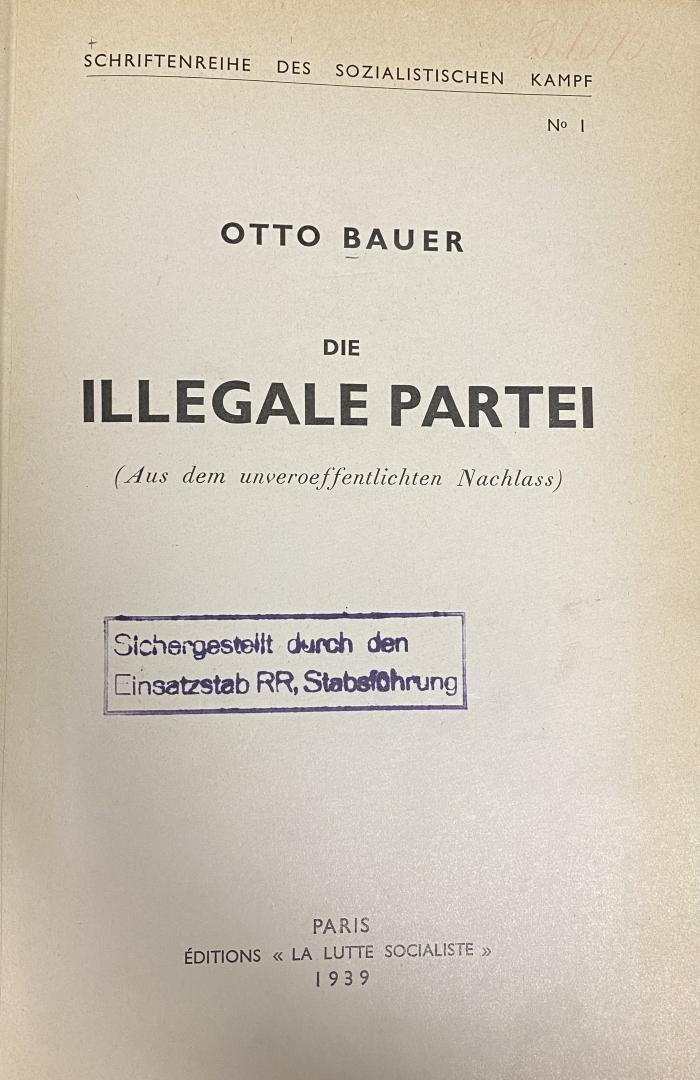 SCHRIFTENREIHE DES SOZIALISTISCHEN KAMPF
Nº 1
OTTO BAUER
DIE
ILLEGALE PARTEI
(Aus dem unveroeffentlichten Nachlass)
Sichergestellt durch den
Einsatzstab RR, Stabsführung
PARIS
ÉDITIONS « LA LUTTE SOCIALISTE »
1939